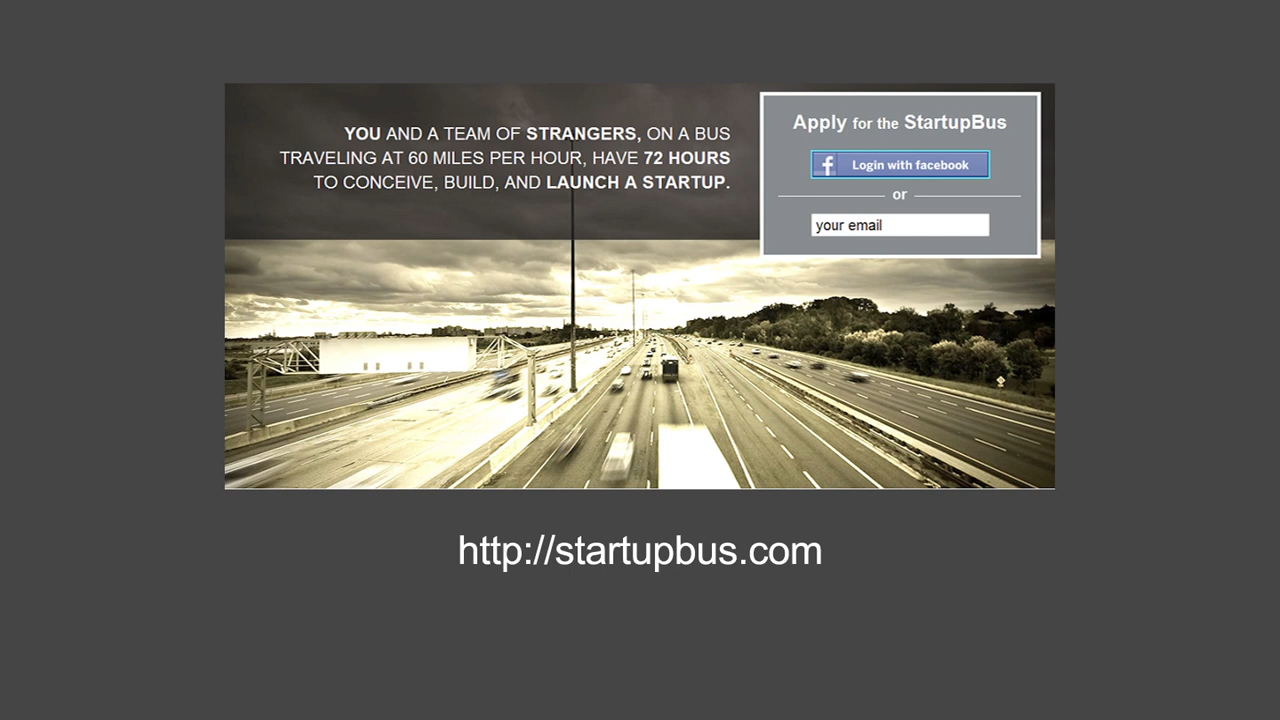 YOU AND A TEAM OF STRANGERS, ON A BUS
TRAVELING AT 60 MILES PER HOUR, HAVE 72 HOURS
TO CONCEIVE, BUILD, AND LAUNCH A STARTUP.
Apply for the StartupBus
f Login with facebook
or
your email
http://startupbus.com